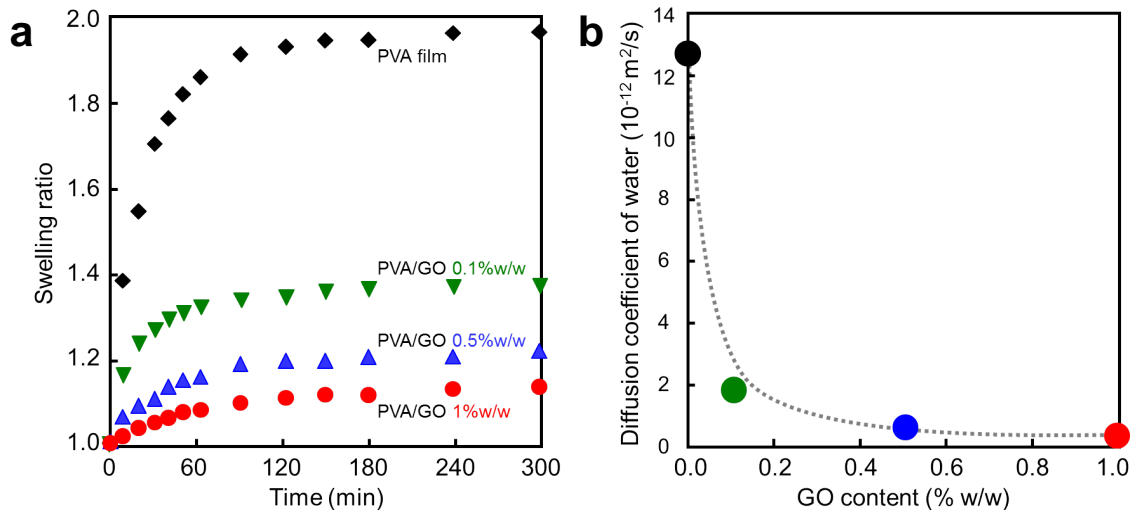 a
Swelling ratio
2.0
1.8
1.6
1.4
1.2
1.0
0
60
120
180
240
300
Time (min)
PVA film
PVA/GO 0.1%w/w
PVA/GO 0.5%w/w
PVA/GO 1%w/w
b
Diffusion coefficient of water (10⁻¹² m²/s)
14
12
10
8
6
4
2
0
0.0
0.2
0.4
0.6
0.8
1.0
GO content (% w/w)